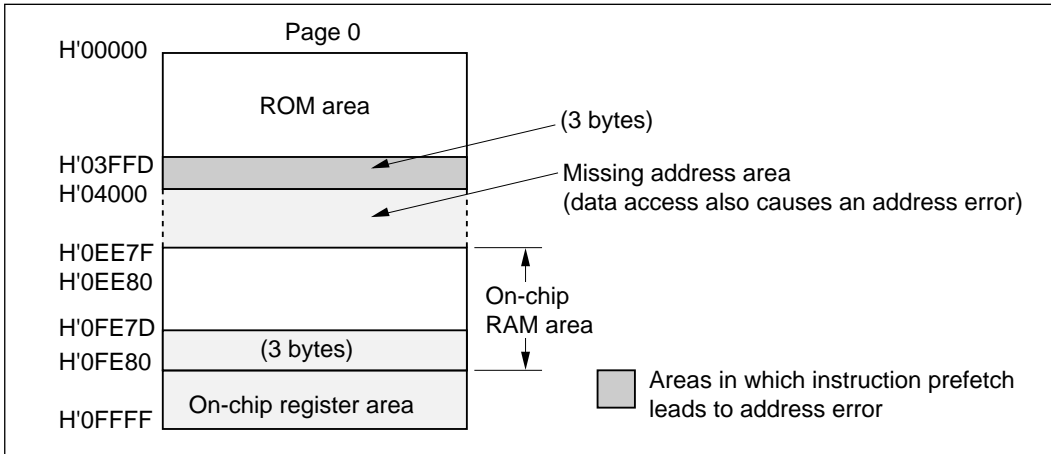 Page 0
H'00000
ROM area
(3 bytes)
H'03FFD
H'04000
Missing address area
(data access also causes an address error)
H'0EE7F
H'0EE80
On-chip
RAM area
H'0FE7D
(3 bytes)
H'0FE80
On-chip register area
H'0FFFF
Areas in which instruction prefetch
leads to address error